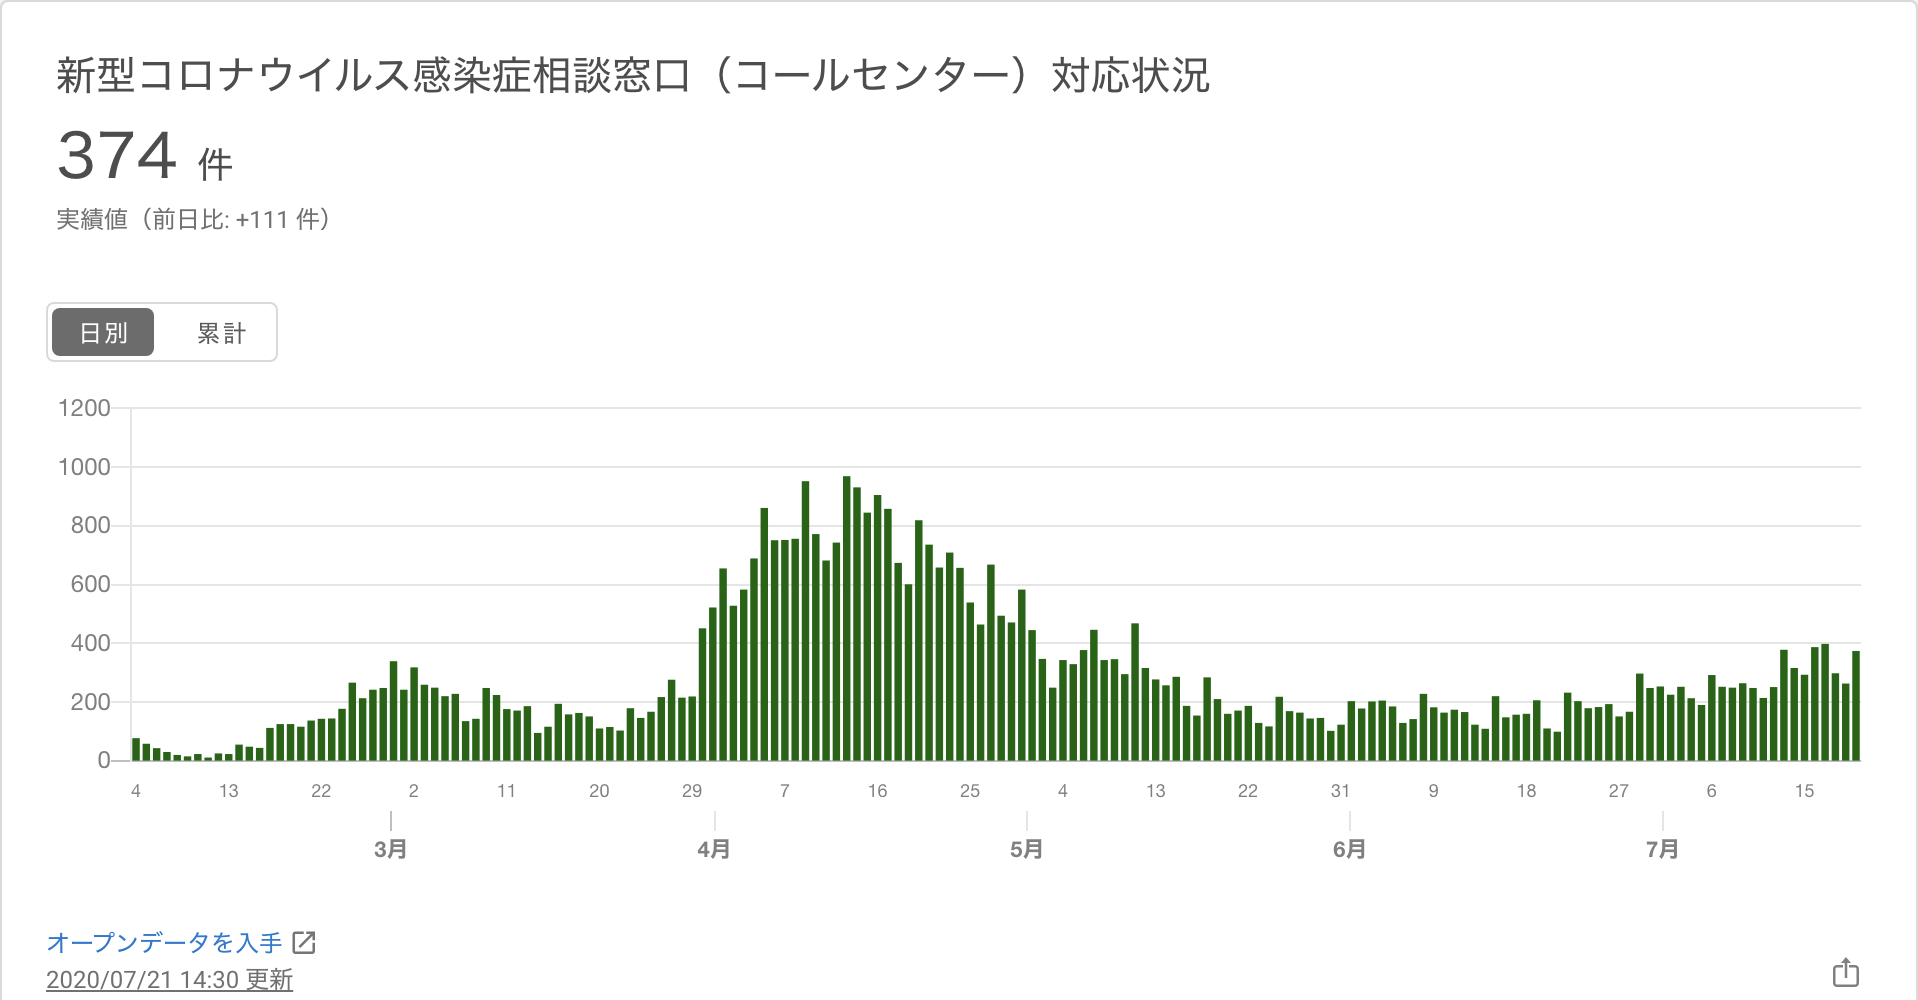 新型コロナウイルス感染症相談窓口（コールセンター）対応状況
374 件
実績値（前日比: +111 件）
日別 累計
1200
1000
800
600
400
200
0
4 13 22 2 11 20 29 7 16 25 4 13 22 31 9 18 27 6 15
3月 4月 5月 6月 7月
オープンデータを入手
2020/07/21 14:30 更新